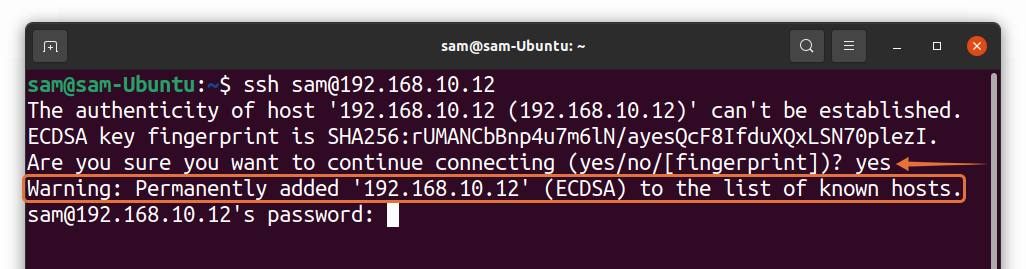 sam@sam-Ubuntu: ~
sam@sam-Ubuntu:~$ ssh sam@192.168.10.12
The authenticity of host '192.168.10.12 (192.168.10.12)' can't be established.
ECDSA key fingerprint is SHA256:rUMANCbBnp4u7m6lN/ayesQcF8IfduXQxLSN70plezI.
Are you sure you want to continue connecting (yes/no/[fingerprint])? yes
Warning: Permanently added '192.168.10.12' (ECDSA) to the list of known hosts.
sam@192.168.10.12's password: